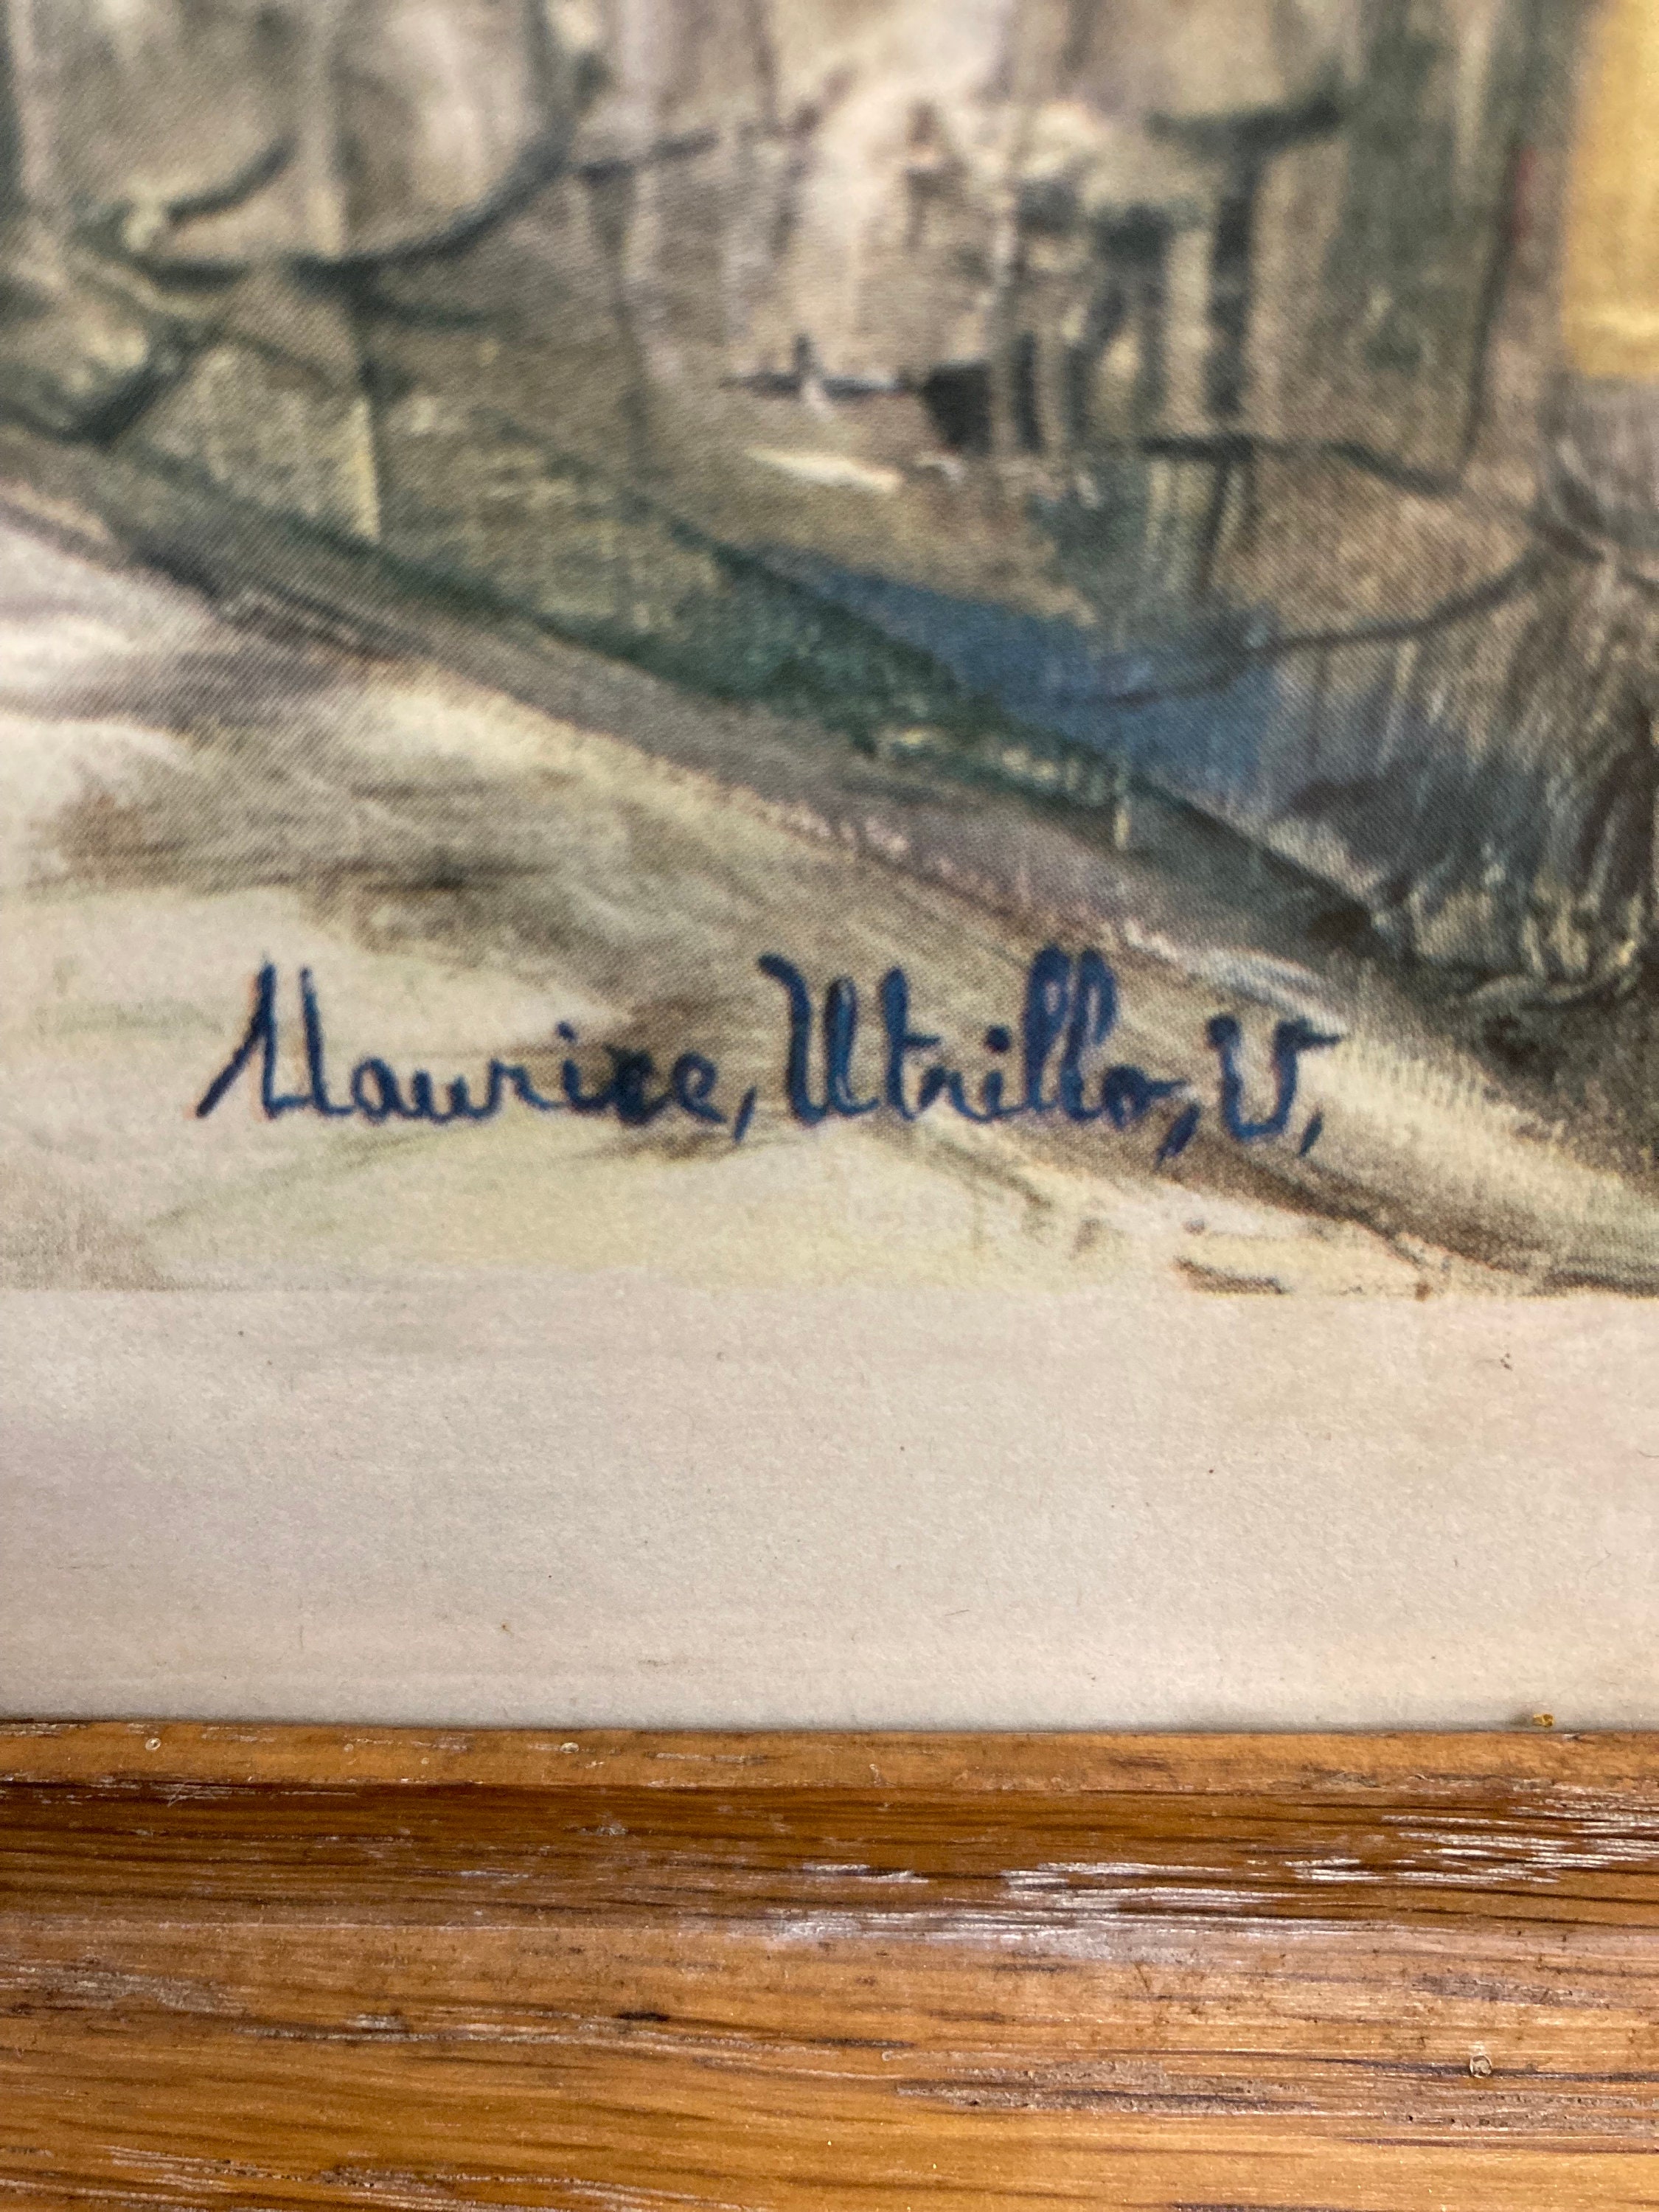 Maurice, Utrillo, V,